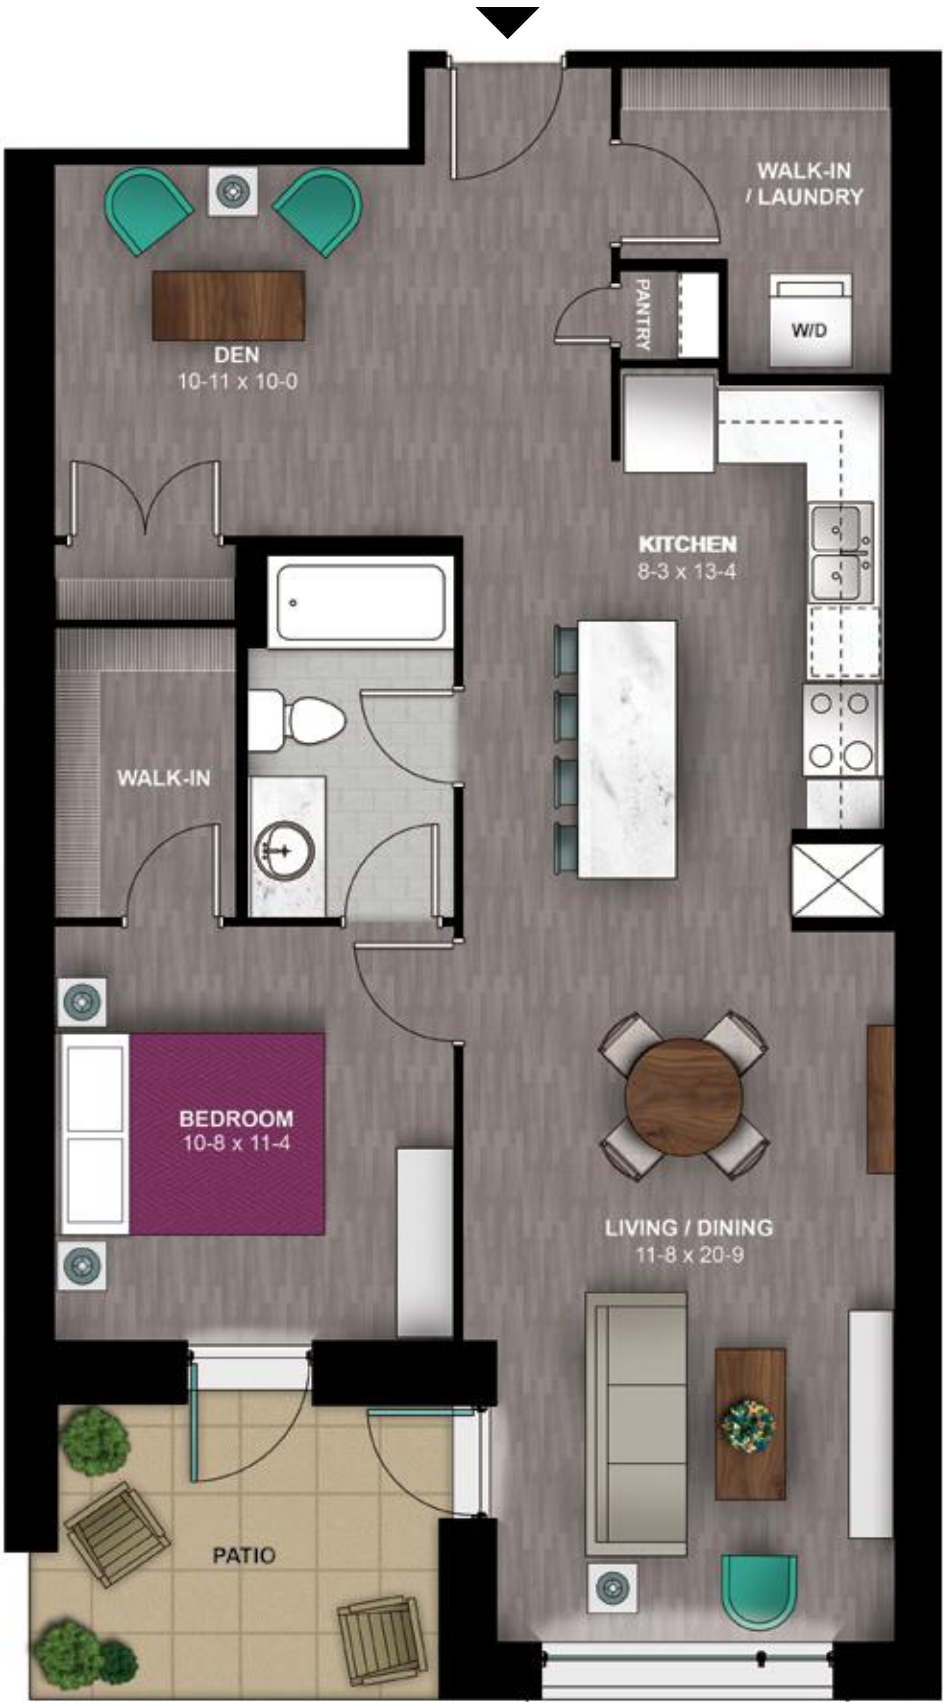 WALK-IN
/ LAUNDRY
PANTRY
W/D
DEN
10-11 x 10-0
KITCHEN
8-3 x 13-4
WALK-IN
BEDROOM
10-8 x 11-4
LIVING / DINING
11-8 x 20-9
PATIO